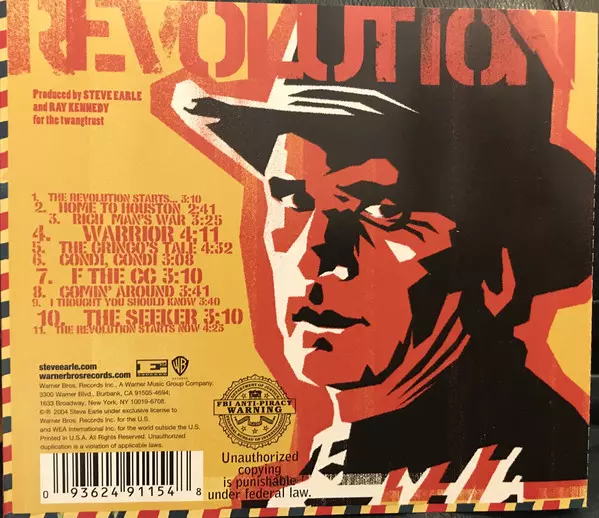 REVOLUTION
Produced by STEVE EARLE
and RAY KENNEDY
for the twangtrust
1. THE REVOLUTION STARTS... 3:10
2. HOME TO HOUSTON 2:41
3. RICH MAN'S WAR 3:25
4. WARRIOR 4:11
5. THE GRINGO'S TALE 4:32
6. CONDI, CONDI 3:08
7. F THE CC 3:10
8. COMIN' AROUND 3:41
9. I THOUGHT YOU SHOULD KNOW 3:40
10. THE SEEKER 3:10
11. THE REVOLUTION STARTS NOW 4:25
steveearle.com
warnerbrosrecords.com
Warner Bros. Records Inc., A Warner Music Group Company.
3300 Warner Blvd., Burbank, CA 91505-4694;
1633 Broadway, New York, NY 10019-6708.
©℗ 2004 Steve Earle under exclusive license to
Warner Bros. Records Inc. for the U.S.
and WEA International Inc. for the world outside the U.S.
Printed in U.S.A. All Rights Reserved. Unauthorized
duplication is a violation of applicable laws.
FBI ANTI-PIRACY
WARNING
Unauthorized
copying
is punishable
under federal law.
0 93624 91154 8